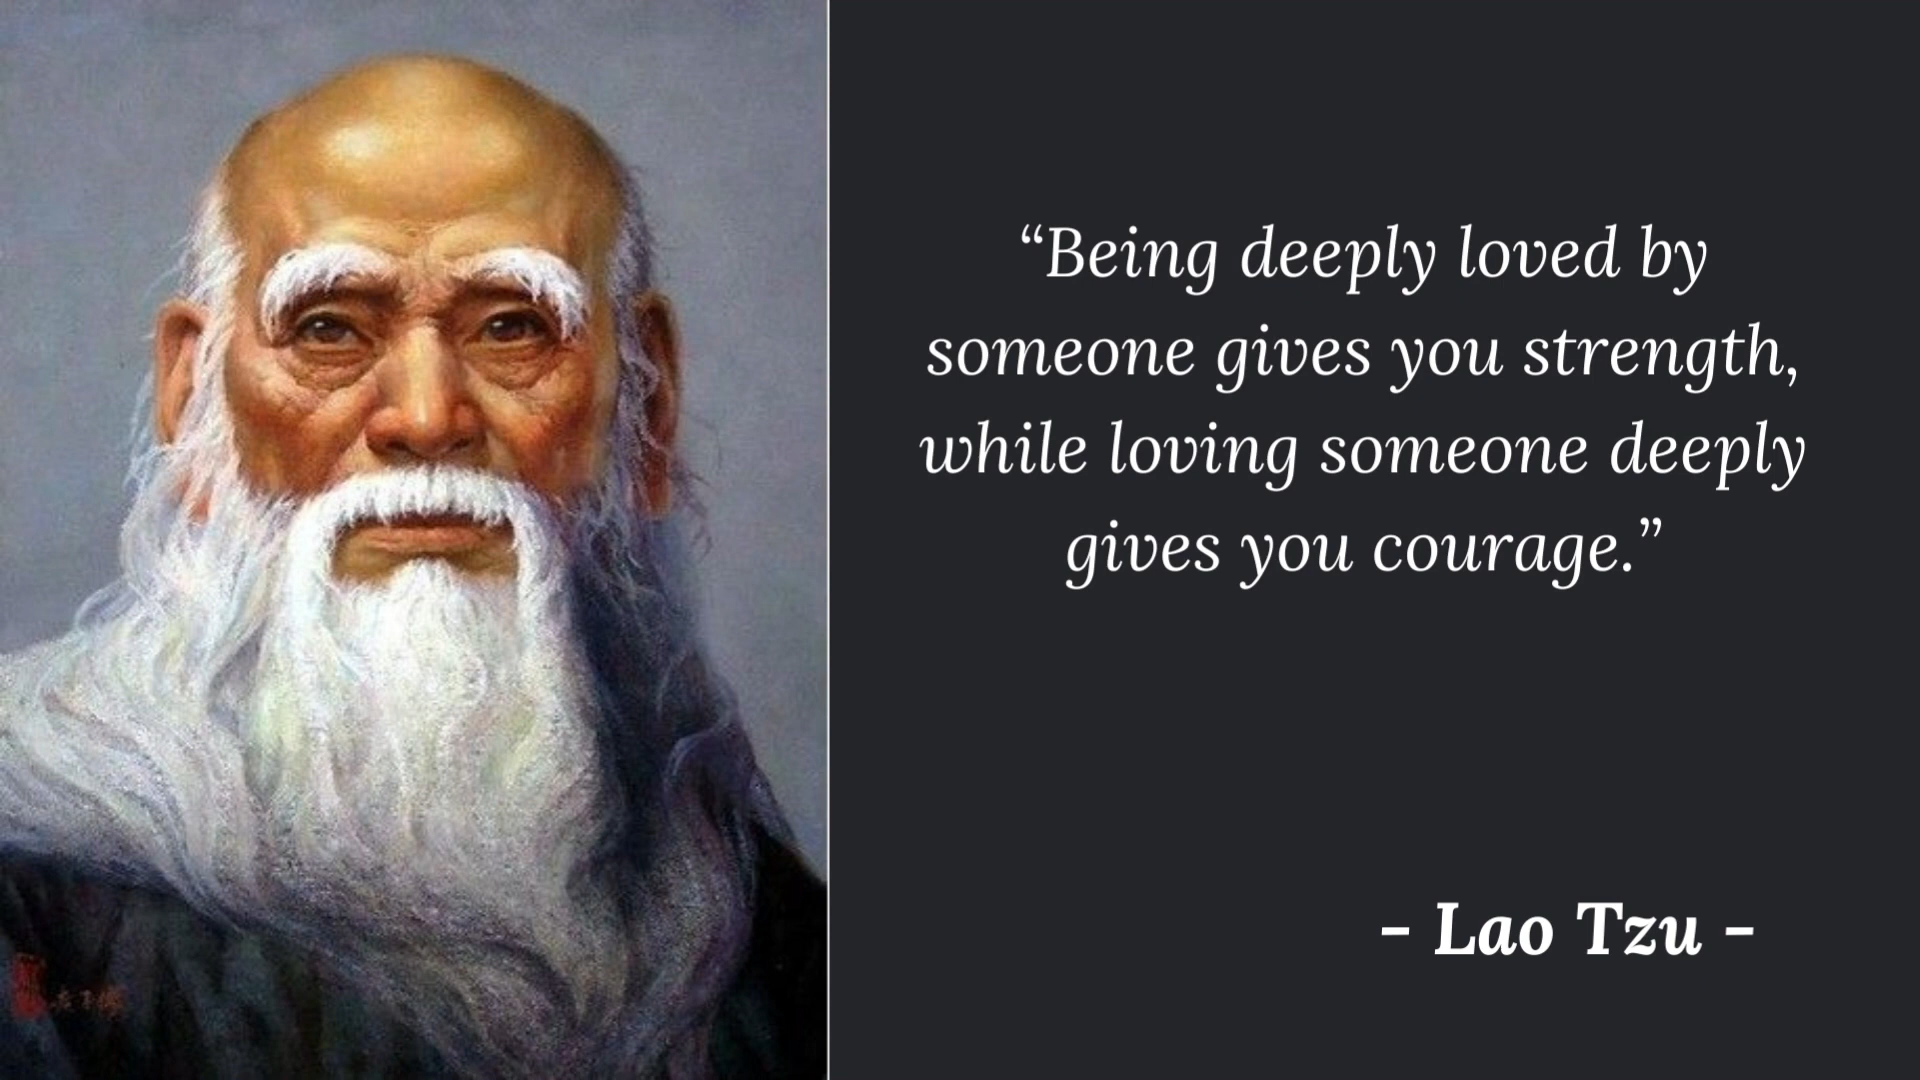 “Being deeply loved by
someone gives you strength,
while loving someone deeply
gives you courage.”
- Lao Tzu -